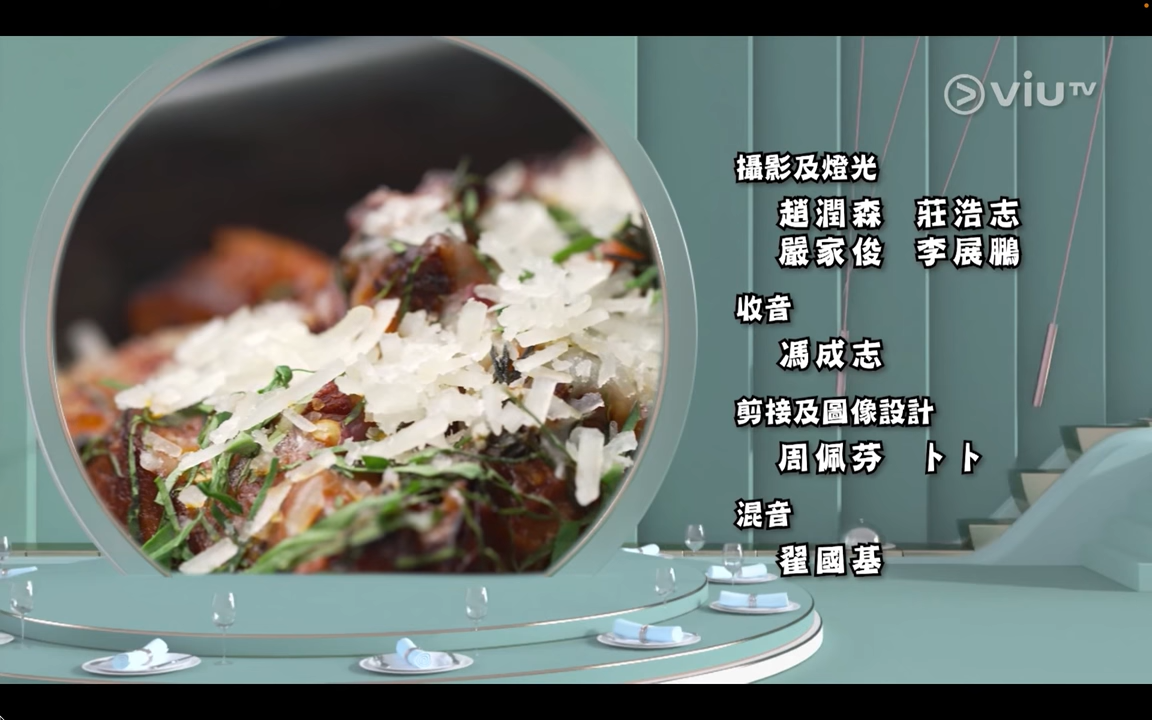 viuTV
攝影及燈光
趙潤森 莊浩志
嚴家俊 李展鵬
收音
馮成志
剪接及圖像設計
周佩芬 卜卜
混音
翟國基